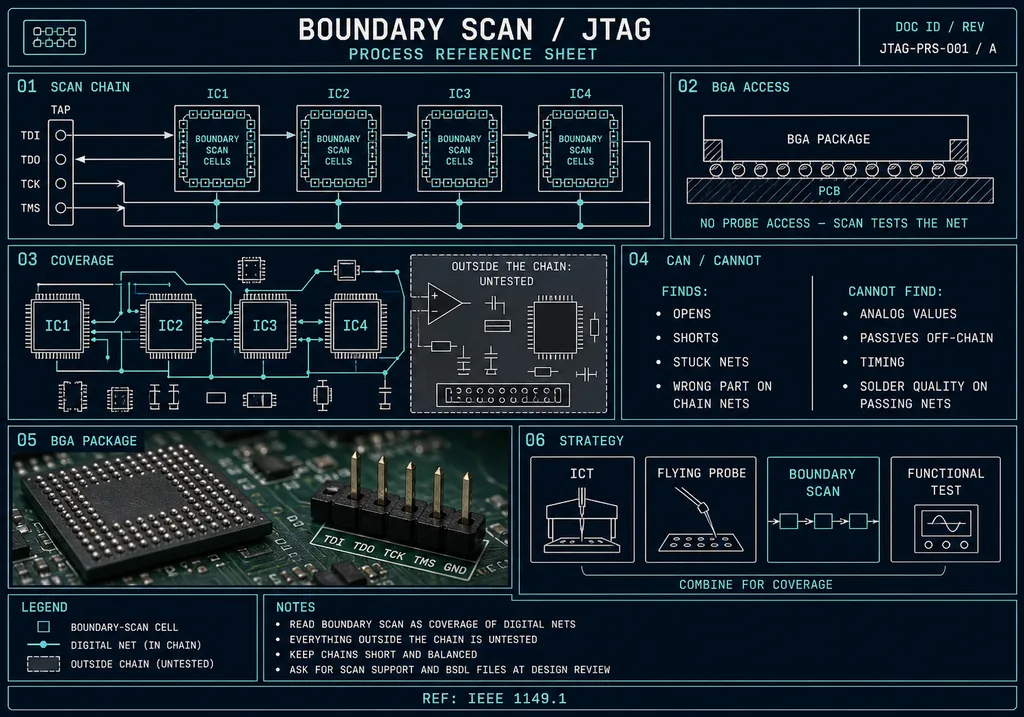 BOUNDARY SCAN / JTAG
PROCESS REFERENCE SHEET
DOC ID / REV
JTAG-PRS-001 / A
01 SCAN CHAIN
TAP
TDI
TDO
TCK
TMS
IC1
IC2
IC3
IC4
BOUNDARY
SCAN
CELLS
BOUNDARY
SCAN
CELLS
BOUNDARY
SCAN
CELLS
BOUNDARY
SCAN
CELLS
02 BGA ACCESS
BGA PACKAGE
PCB
NO PROBE ACCESS – SCAN TESTS THE NET
03 COVERAGE
IC1
IC2
IC3
IC4
OUTSIDE THE CHAIN:
UNTESTED
04 CAN / CANNOT
FINDS:
• OPENS
• SHORTS
• STUCK NETS
• WRONG PART ON
CHAIN NETS
CANNOT FIND:
• ANALOG VALUES
• PASSIVES OFF-CHAIN
• TIMING
• SOLDER QUALITY ON
PASSING NETS
05 BGA PACKAGE
TDI TDO TCK TMS GND
06 STRATEGY
ICT
FLYING PROBE
BOUNDARY
SCAN
FUNCTIONAL
TEST
COMBINE FOR COVERAGE
LEGEND
BOUNDARY-SCAN CELL
DIGITAL NET (IN CHAIN)
OUTSIDE CHAIN (UNTESTED)
NOTES
• READ BOUNDARY SCAN AS COVERAGE OF DIGITAL NETS
• EVERYTHING OUTSIDE THE CHAIN IS UNTESTED
• KEEP CHAINS SHORT AND BALANCED
• ASK FOR SCAN SUPPORT AND BSDL FILES AT DESIGN REVIEW
REF: IEEE 1149.1